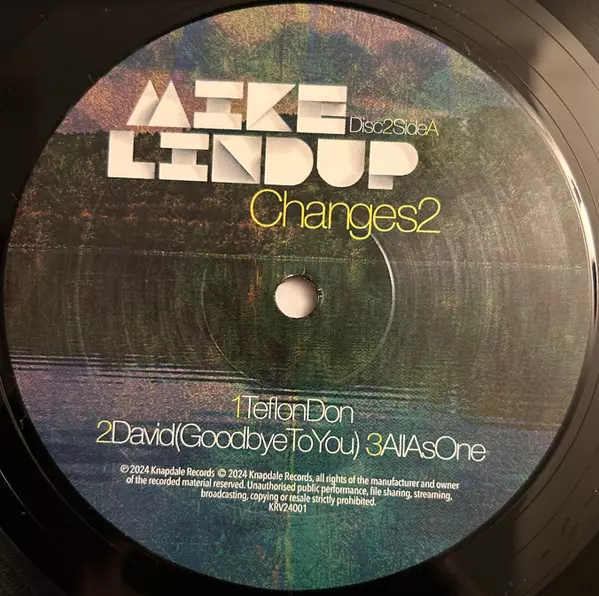 MIKE
Disc2SideA
LINDUP
Changes2
1TeflonDon
2David(GoodbyeToYou) 3AllAsOne
℗ 2024 Knapdale Records © 2024 Knapdale Records, all rights of the manufacturer and owner
of the recorded material reserved. Unauthorised public performance, file sharing, streaming,
broadcasting, copying or resale strictly prohibited.
KRV24001